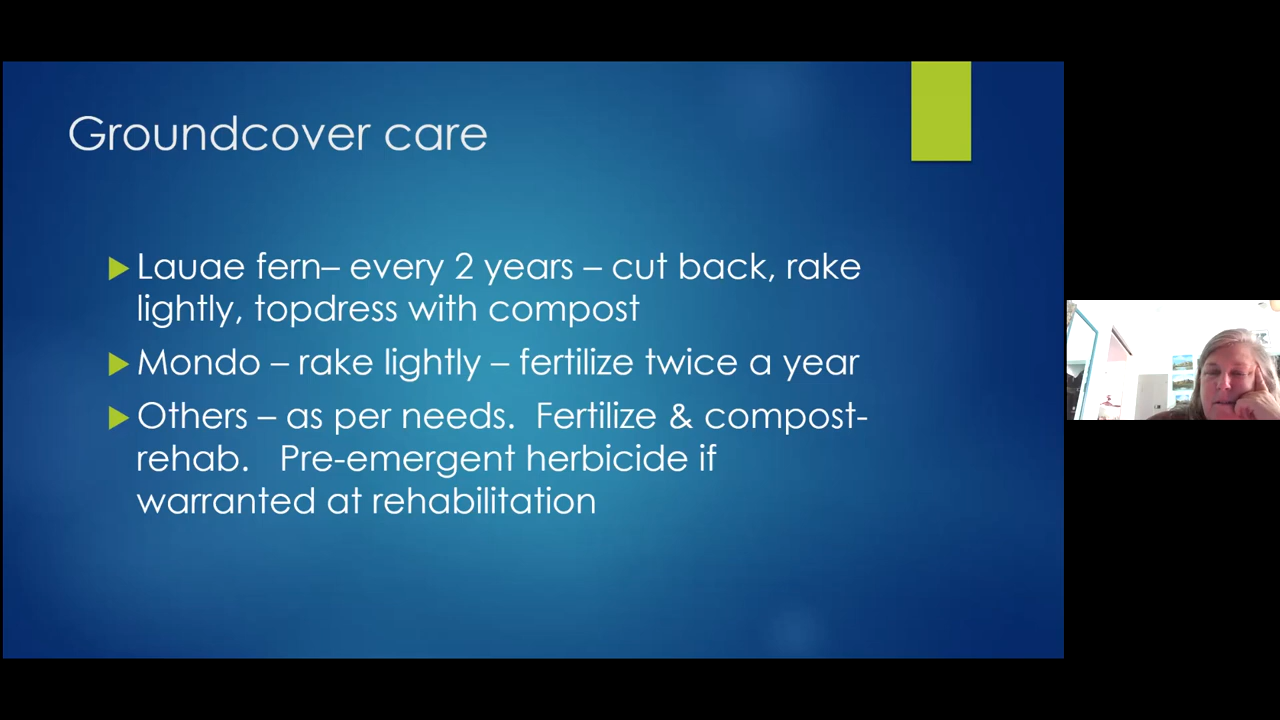 Groundcover care
Lauae fern– every 2 years – cut back, rake
lightly, topdress with compost
Mondo – rake lightly – fertilize twice a year
Others – as per needs.  Fertilize & compost-
rehab.   Pre-emergent herbicide if
warranted at rehabilitation